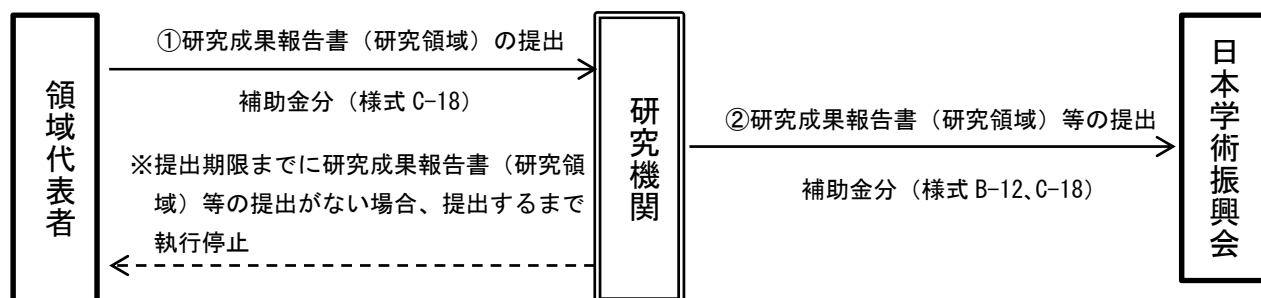 領域代表者
①研究成果報告書（研究領域）の提出
補助金分（様式 C-18）
※提出期限までに研究成果報告書（研究領
域）等の提出がない場合、提出するまで
執行停止
研究機関
②研究成果報告書（研究領域）等の提出
補助金分（様式 B-12、C-18）
日本学術振興会